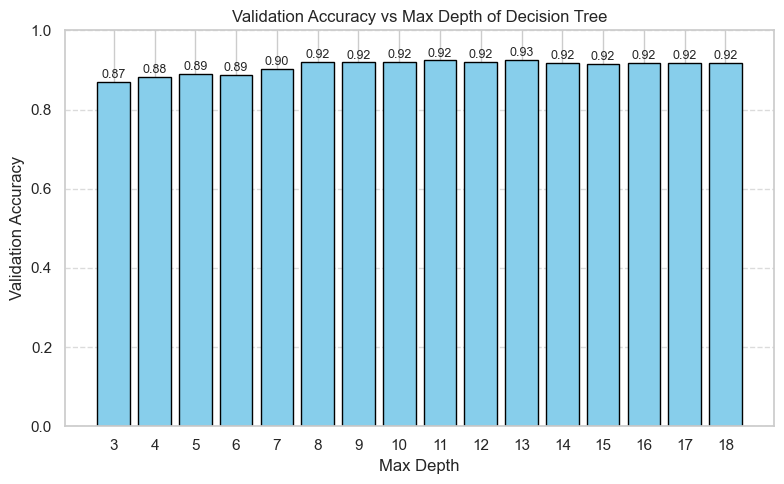 Validation Accuracy vs Max Depth of Decision Tree
1.0
0.8
0.6
0.4
0.2
0.0
Validation Accuracy
0.87 0.88 0.89 0.89 0.90 0.92 0.92 0.92 0.92 0.92 0.93 0.92 0.92 0.92 0.92 0.92
3 4 5 6 7 8 9 10 11 12 13 14 15 16 17 18
Max Depth